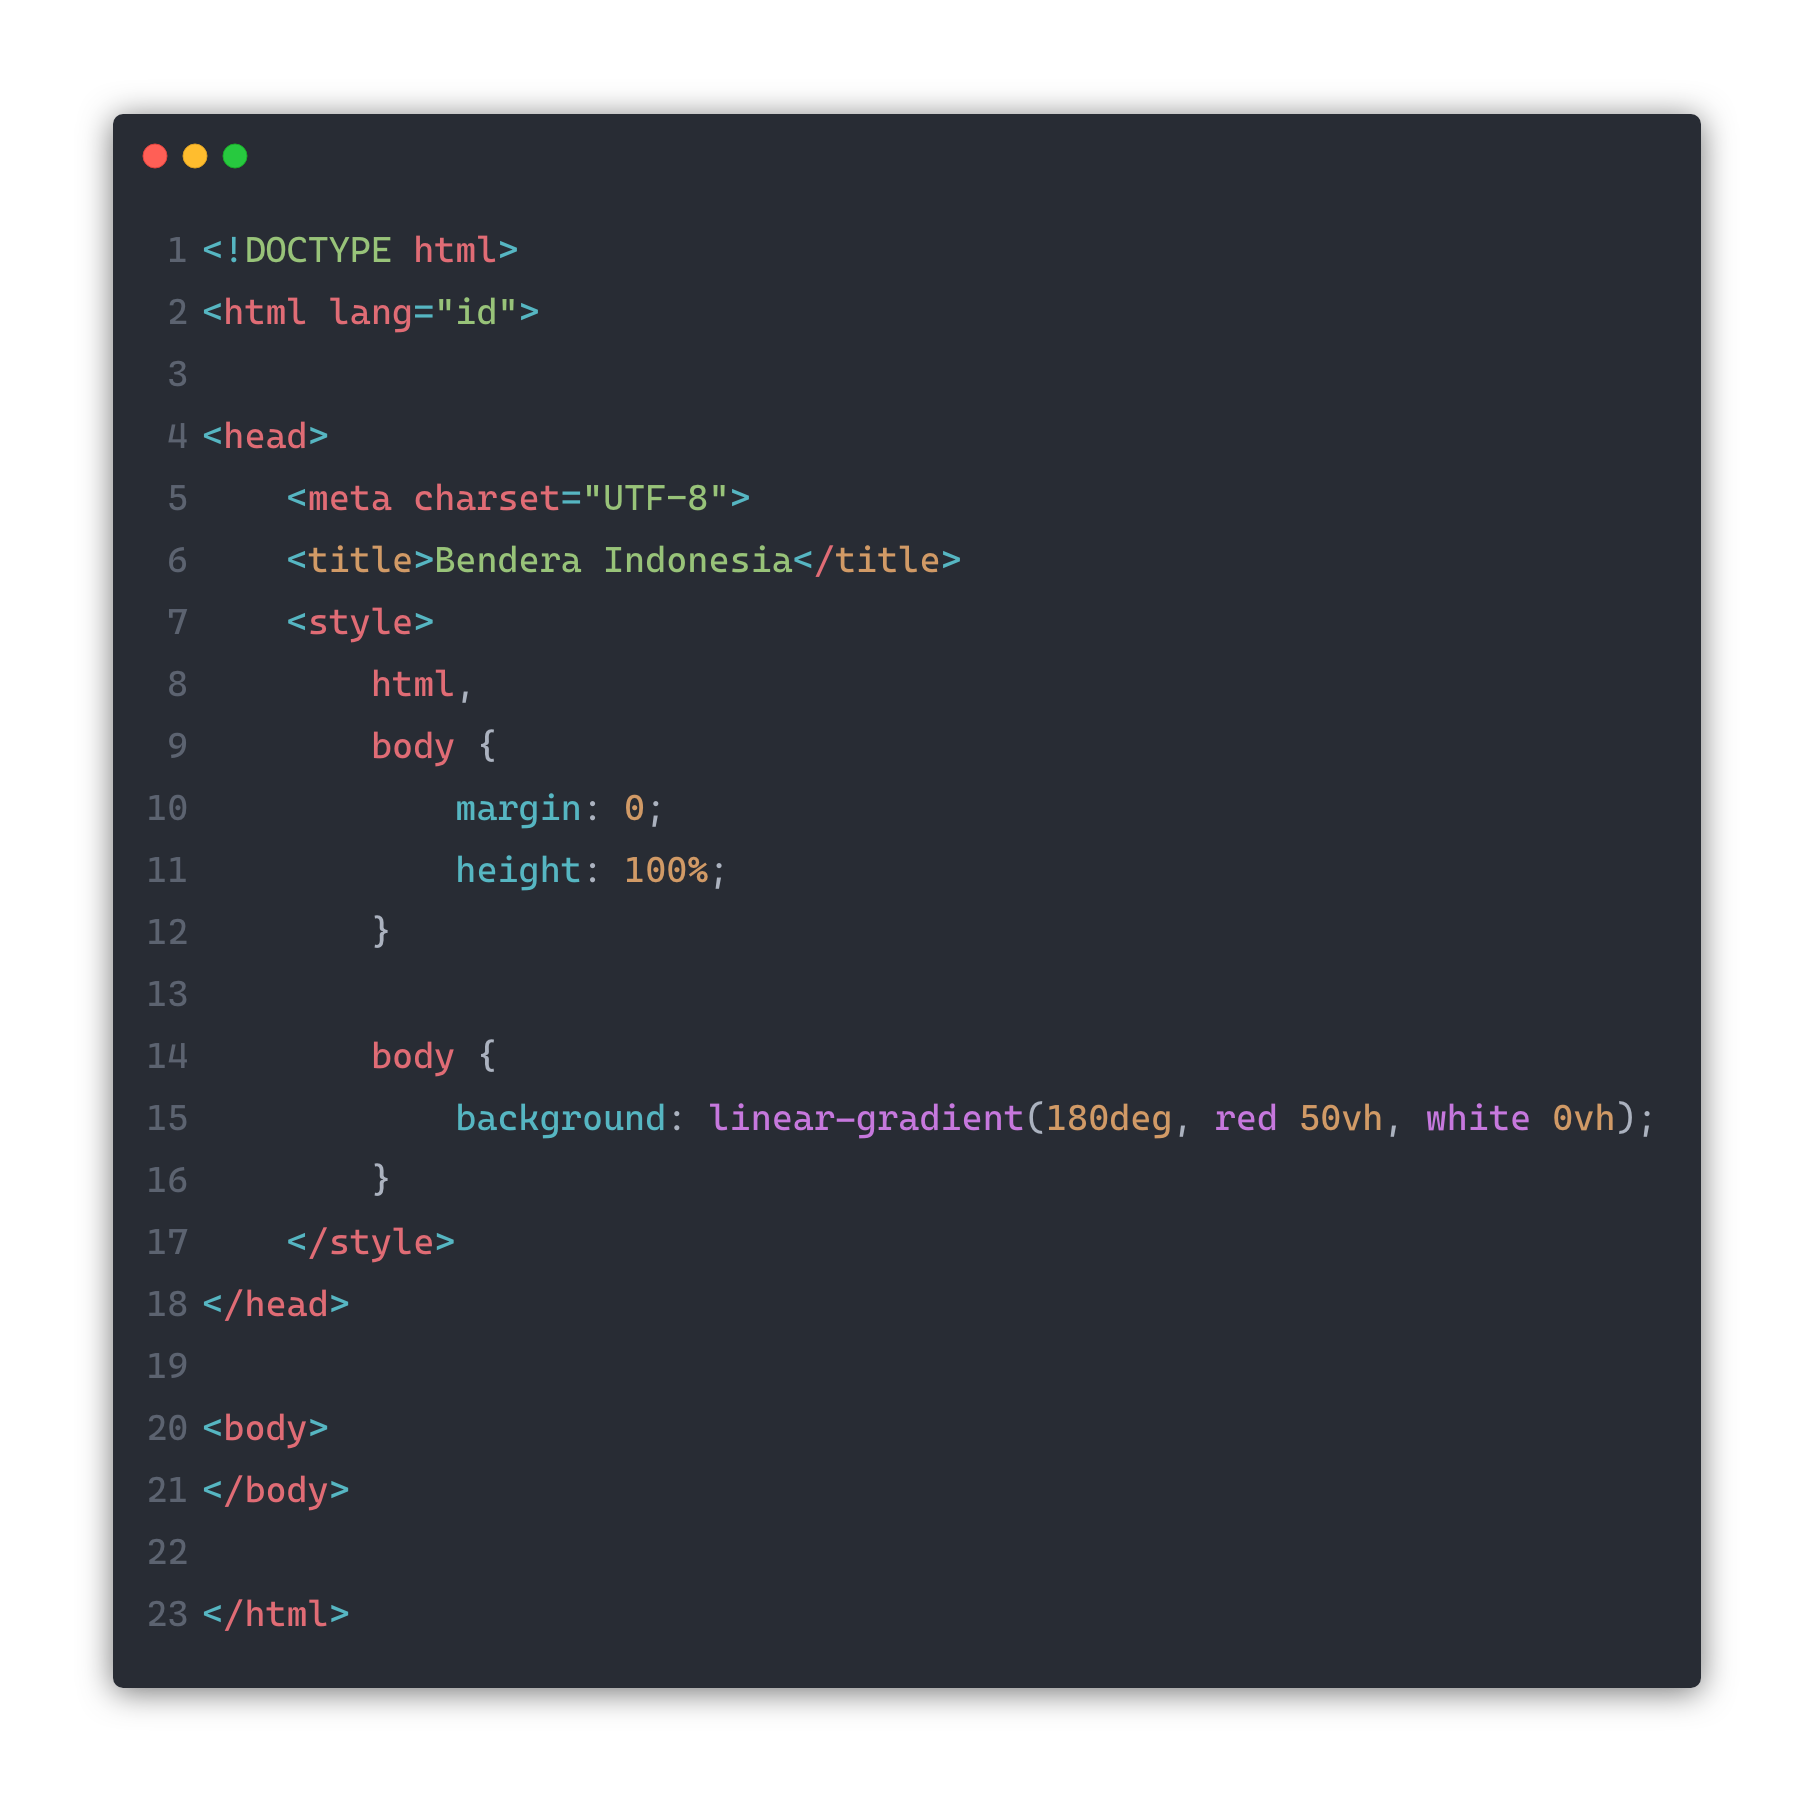 1 <!DOCTYPE html>
2 <html lang="id">
3
4 <head>
5     <meta charset="UTF-8">
6     <title>Bendera Indonesia</title>
7     <style>
8         html,
9         body {
10             margin: 0;
11             height: 100%;
12         }
13
14         body {
15             background: linear-gradient(180deg, red 50vh, white 0vh);
16         }
17     </style>
18 </head>
19
20 <body>
21 </body>
22
23 </html>